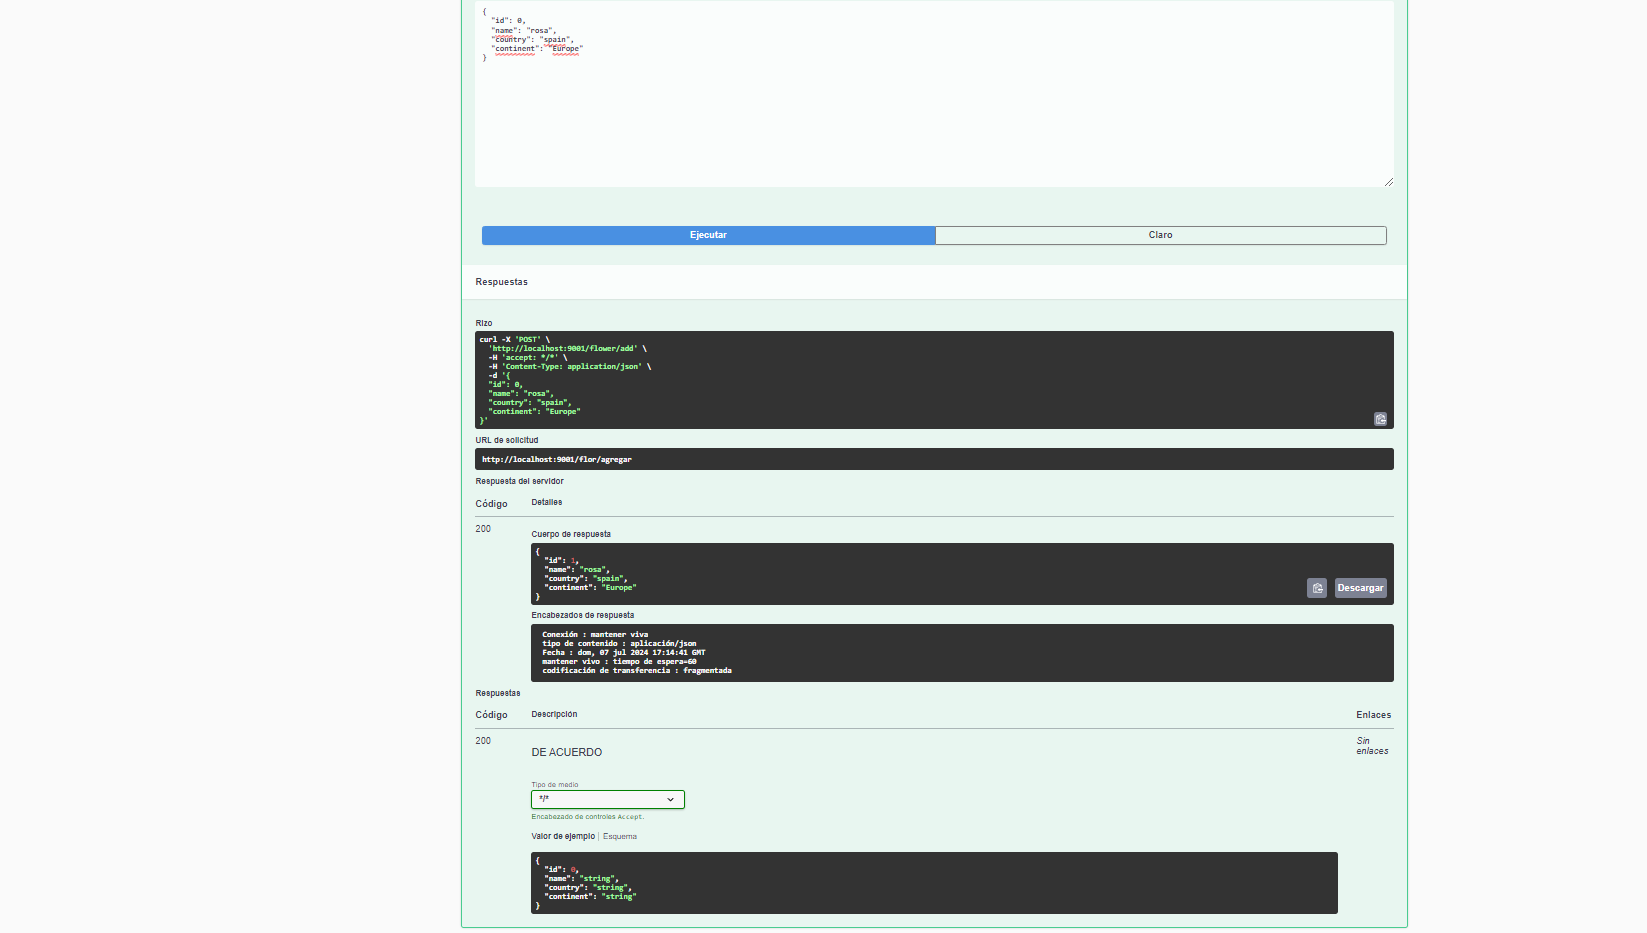 {
"id": 0,
"name": "rosa",
"country": "spain",
"continent": "Europe"
}
Ejecutar
Claro
Respuestas
Rizo
curl -X 'POST' \
'http://localhost:9001/flower/add' \
-H 'accept: */*' \
-H 'Content-Type: application/json' \
-d '{
"id": 0,
"name": "rosa",
"country": "spain",
"continent": "Europe"
}'
URL de solicitud
http://localhost:9001/flor/agregar
Respuesta del servidor
Código Detalles
200
Cuerpo de respuesta
{
"id": 1,
"name": "rosa",
"country": "spain",
"continent": "Europe"
}
Descargar
Encabezados de respuesta
Conexión : mantener viva
tipo de contenido : aplicación/json
Fecha : dom, 07 jul 2024 17:14:41 GMT
mantener vivo : tiempo de espera=60
codificación de transferencia : fragmentada
Respuestas
Código Descripción Enlaces
200
DE ACUERDO
Sin
enlaces
Tipo de medio
*/*
Encabezado de controles Accept.
Valor de ejemplo | Esquema
{
"id": 0,
"name": "string",
"country": "string",
"continent": "string"
}